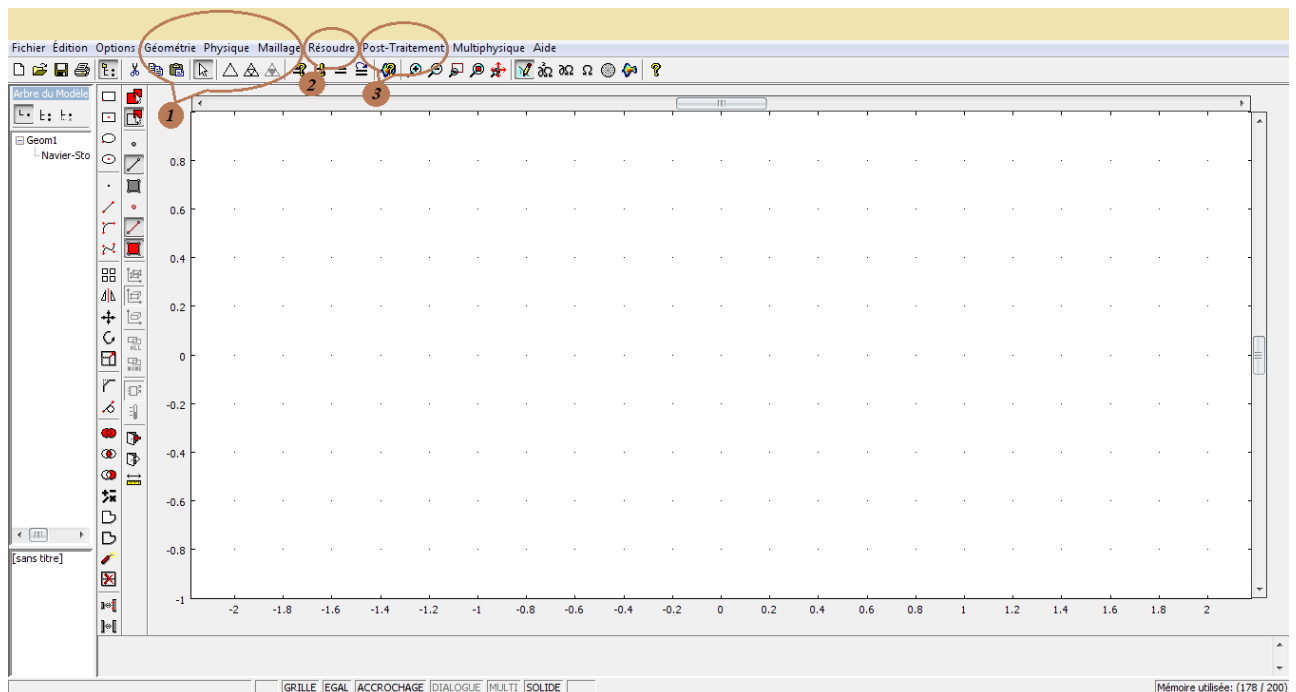 Fichier Édition Options Géométrie Physique Maillage Résoudre Post-Traitement Multiphysique Aide
1
2
3
Arbre du Modèle
Geom1
Navier-Sto
[sans titre]
0.8
0.6
0.4
0.2
0
-0.2
-0.4
-0.6
-0.8
-1
-2 -1.8 -1.6 -1.4 -1.2 -1 -0.8 -0.6 -0.4 -0.2 0 0.2 0.4 0.6 0.8 1 1.2 1.4 1.6 1.8 2
GRILLE EGAL ACCROCHAGE DIALOGUE MULTI SOLIDE
Mémoire utilisée: (178 / 200)